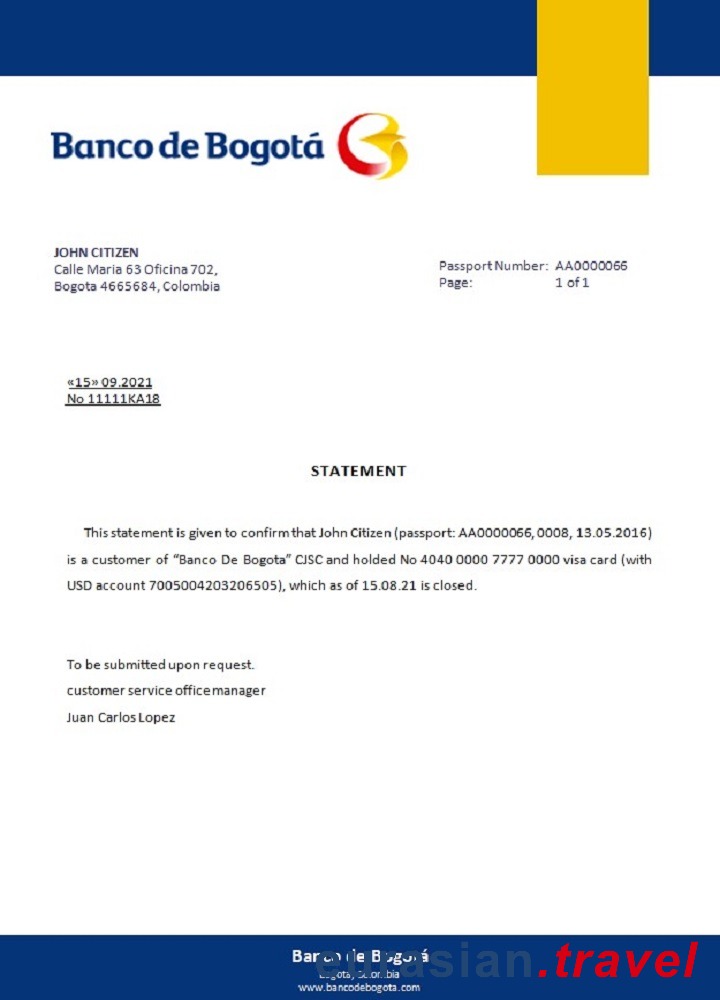 Banco de Bogotá
JOHN CITIZEN
Calle Maria 63 Oficina 702,
Bogota 4665684, Colombia
Passport Number: AA0000066
Page: 1 of 1
«15» 09.2021
No 11111KA18
STATEMENT
This statement is given to confirm that John Citizen (passport: AA0000066, 0008, 13.05.2016)
is a customer of “Banco De Bogota” CJSC and holded No 4040 0000 7777 0000 visa card (with
USD account 7005004203206505), which as of 15.08.21 is closed.
To be submitted upon request.
customer service office manager
Juan Carlos Lopez
Banco de Bogotá
Bogota, Colombia
www.bancodebogota.com
eurasian.travel